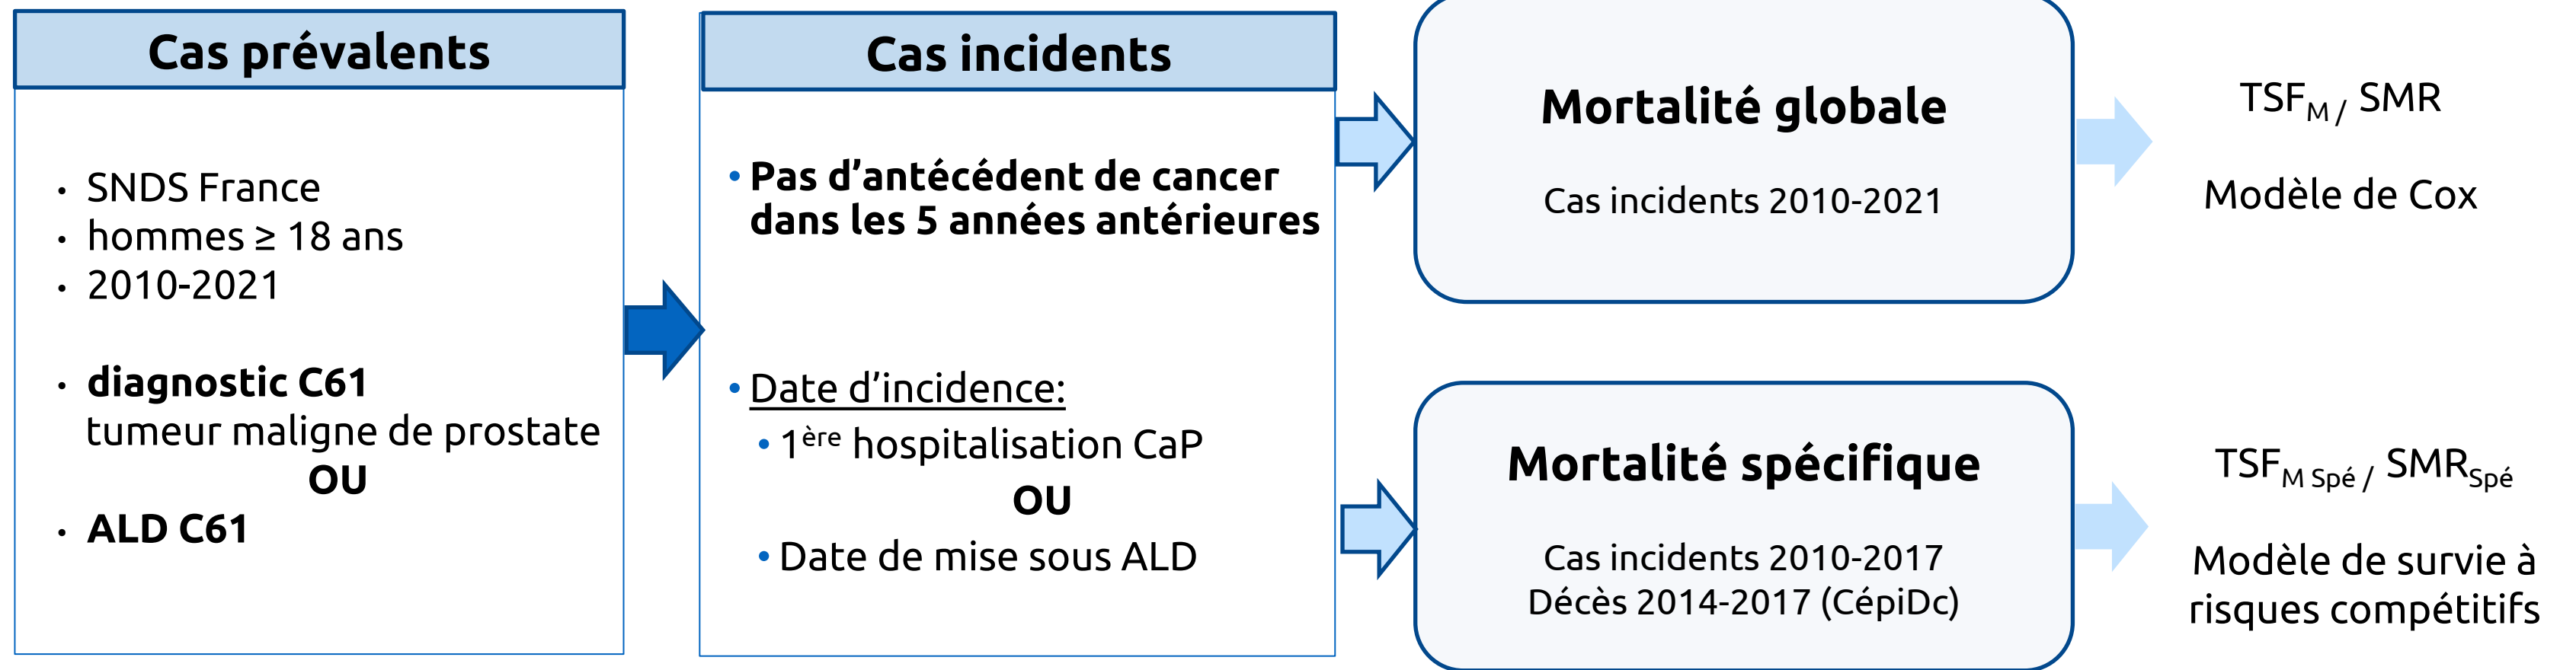 Cas prévalents
• SNDS France
• hommes ≥ 18 ans
• 2010-2021
• diagnostic C61
tumeur maligne de prostate
OU
• ALD C61
Cas incidents
• Pas d’antécédent de cancer
dans les 5 années antérieures
• Date d’incidence:
• 1ère hospitalisation CaP
OU
• Date de mise sous ALD
Mortalité globale
Cas incidents 2010-2021
TSFM / SMR
Modèle de Cox
Mortalité spécifique
Cas incidents 2010-2017
Décès 2014-2017 (CépiDc)
TSFM Spé / SMRSpé
Modèle de survie à
risques compétitifs